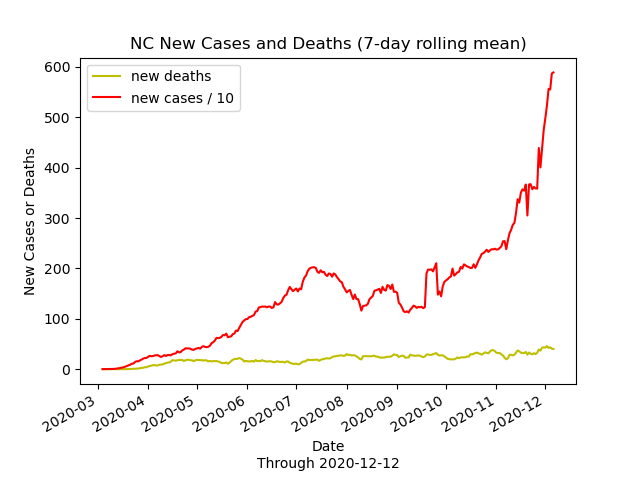 NC New Cases and Deaths (7-day rolling mean)
new deaths
new cases / 10
New Cases or Deaths
600
500
400
300
200
100
0
2020-03
2020-04
2020-05
2020-06
2020-07
2020-08
2020-09
2020-10
2020-11
2020-12
Date
Through 2020-12-12